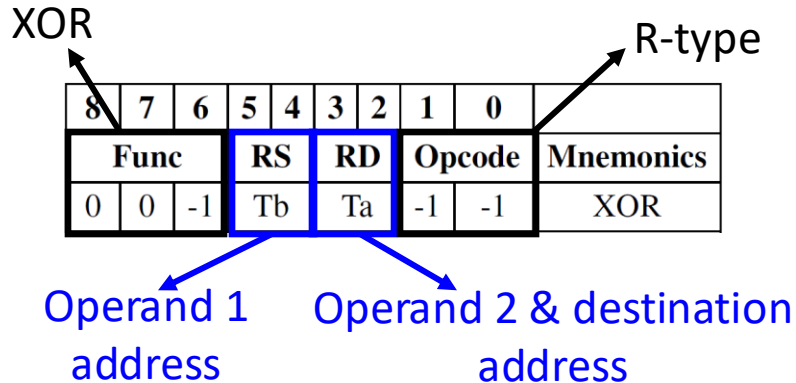 XOR
R-type
8 7 6 5 4 3 2 1 0
Func RS RD Opcode Mnemonics
0 0 -1 Tb Ta -1 -1 XOR
Operand 1
address
Operand 2 & destination
address